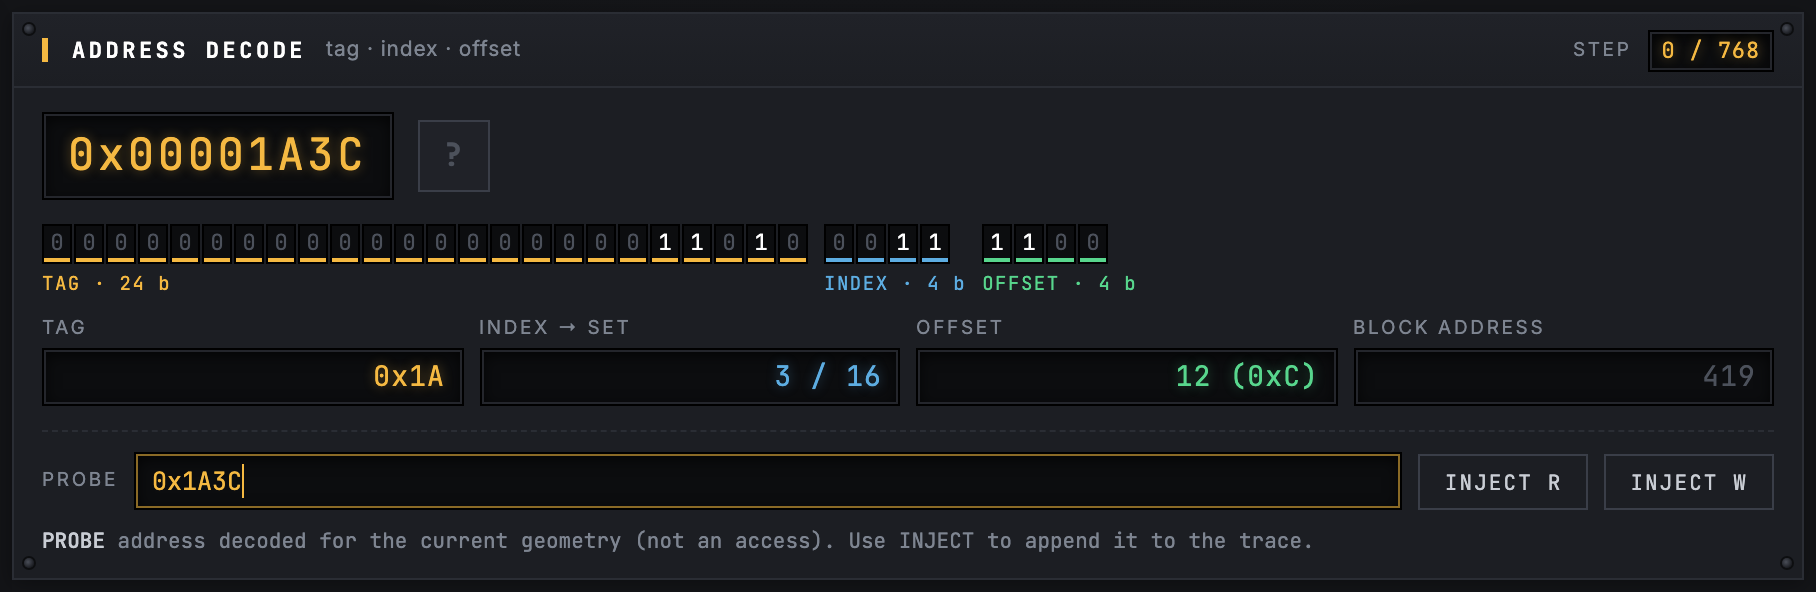 ADDRESS DECODE tag · index · offset STEP 0 / 768
0x00001A3C ?
0 0 0 0 0 0 0 0 0 0 0 0 0 0 0 0 0 0 0 1 1 0 1 0 0 0 1 1 1 1 0 0
TAG · 24 b INDEX · 4 b OFFSET · 4 b
TAG INDEX → SET OFFSET BLOCK ADDRESS
0x1A 3 / 16 12 (0xC) 419
PROBE 0x1A3C INJECT R INJECT W
PROBE address decoded for the current geometry (not an access). Use INJECT to append it to the trace.